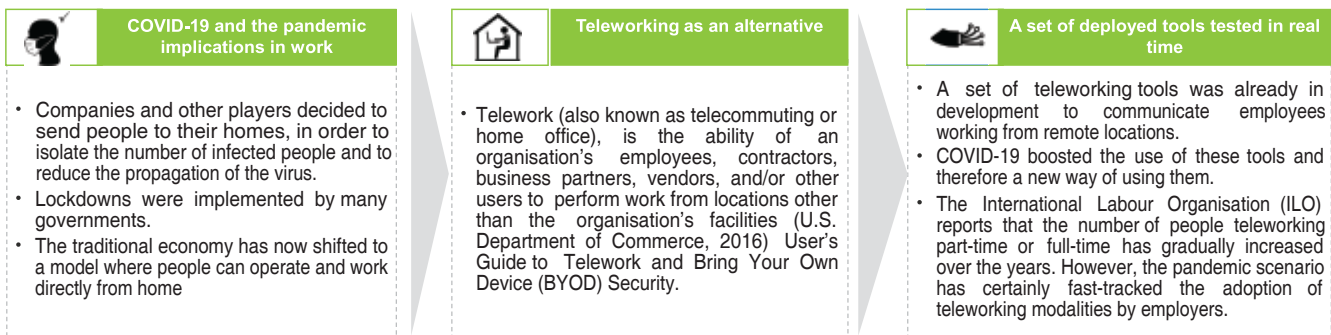 COVID-19 and the pandemic
implications in work
• Companies and other players decided to
send people to their homes, in order to
isolate the number of infected people and to
reduce the propagation of the virus.
• Lockdowns were implemented by many
governments.
• The traditional economy has now shifted to
a model where people can operate and work
directly from home
Teleworking as an alternative
• Telework (also known as telecommuting or
home office), is the ability of an
organisation's employees, contractors,
business partners, vendors, and/or other
users to perform work from locations other
than the organisation's facilities (U.S.
Department of Commerce, 2016) User's
Guide to Telework and Bring Your Own
Device (BYOD) Security.
A set of deployed tools tested in real
time
• A set of teleworking tools was already in
development to communicate employees
working from remote locations.
• COVID-19 boosted the use of these tools and
therefore a new way of using them.
• The International Labour Organisation (ILO)
reports that the number of people teleworking
part-time or full-time has gradually increased
over the years. However, the pandemic scenario
has certainly fast-tracked the adoption of
teleworking modalities by employers.